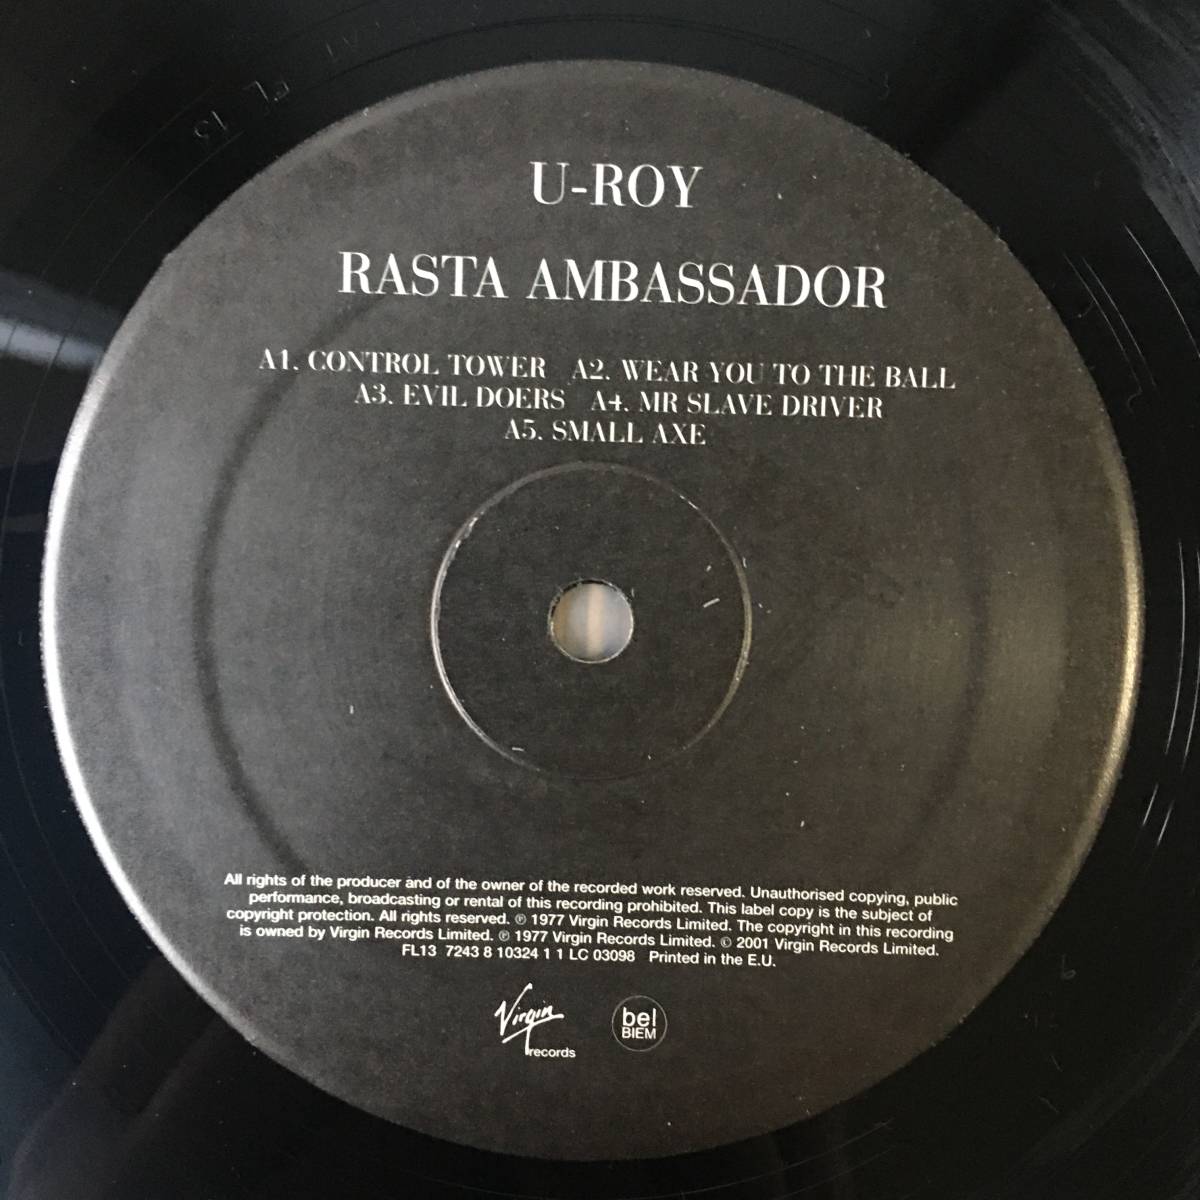 U-ROY
RASTA AMBASSADOR
A1. CONTROL TOWER A2. WEAR YOU TO THE BALL
A3. EVIL DOERS A4. MR SLAVE DRIVER
A5. SMALL AXE
All rights of the producer and of the owner of the recorded work reserved. Unauthorised copying, public
performance, broadcasting or rental of this recording prohibited. This label copy is the subject of
copyright protection. All rights reserved. ℗ 1977 Virgin Records Limited. The copyright in this recording
is owned by Virgin Records Limited. ℗ 1977 Virgin Records Limited. © 2001 Virgin Records Limited.
FL13 7243 8 10324 1 1 LC 03098 Printed in the E.U.
Virgin records
bel
BIEM